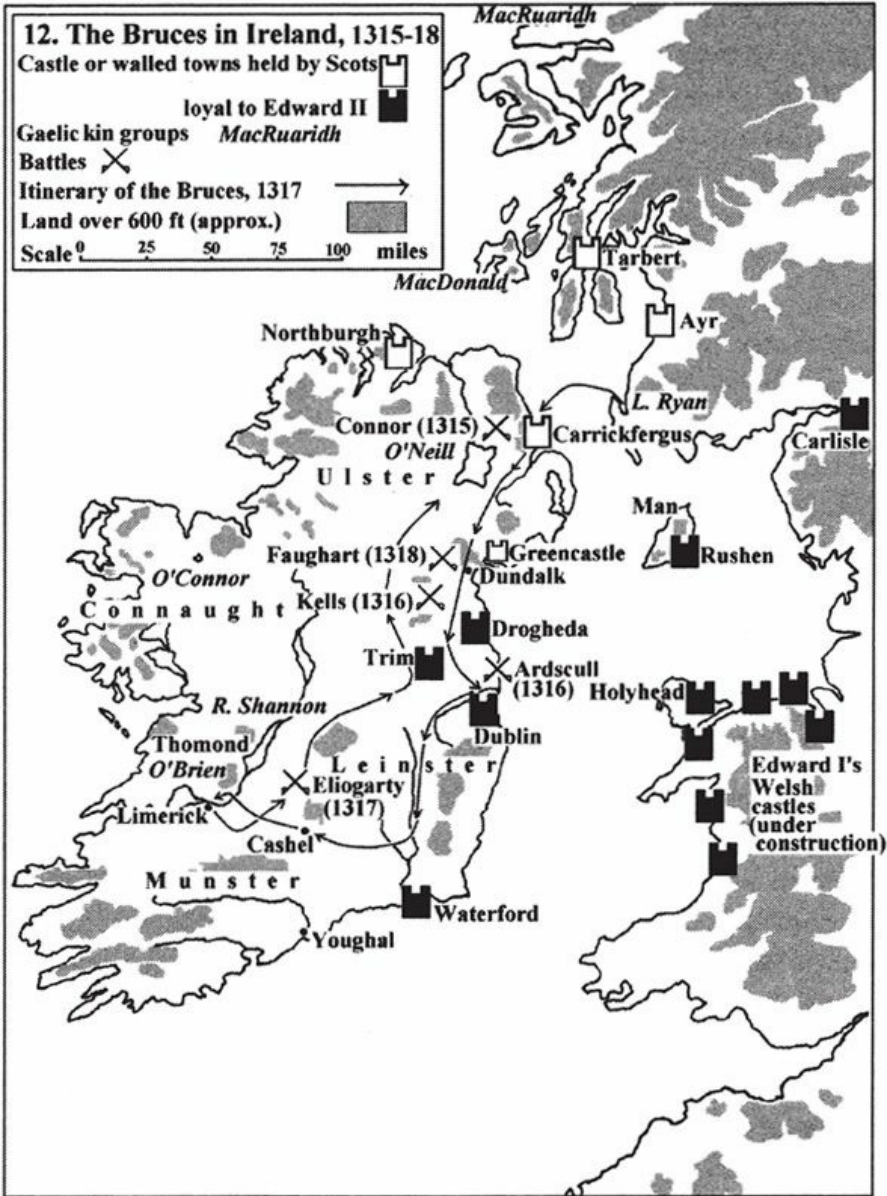 12. The Bruces in Ireland, 1315-18
Castle or walled towns held by Scots
loyal to Edward II
Gaelic kin groups MacRuaridh
Battles
Itinerary of the Bruces, 1317
Land over 600 ft (approx.)
Scale 0 25 50 75 100 miles
MacRuaridh
Tarbert
MacDonald
Ayr
Northburgh
L. Ryan
Connor (1315)
O'Neill
Carrickfergus
Carlisle
Ulster
Man
Faughart (1318)
Greencastle
Rushen
Dundalk
O'Connor
Connaught
Kells (1316)
Drogheda
Trim
Ardscull
(1316)
Holyhead
R. Shannon
Dublin
Thomond
O'Brien
Leinster
Edward I's
Welsh
castles
(under
construction)
Eliogarty
(1317)
Limerick
Cashel
Munster
Waterford
Youghal